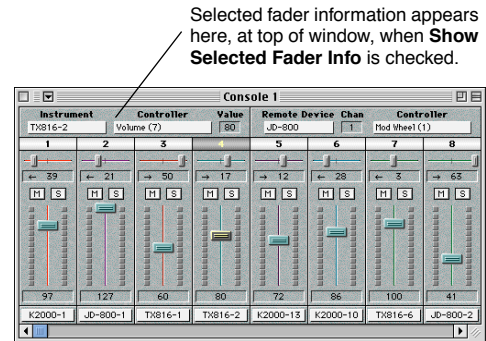 Selected fader information appears
here, at top of window, when Show
Selected Fader Info is checked.
Console 1
Instrument Controller Value Remote Device Chan Controller
TX816-2 Volume (7) 80 JD-800 1 Mod Wheel (1)
1 2 3 4 5 6 7 8
← 39 ← 21 → 50 → 17 → 12 ← 28 ← 3 → 63
M S M S M S M S M S M S M S M S
97 127 60 80 72 86 100 41
K2000-1 JD-800-1 TX816-1 TX816-2 K2000-13 K2000-10 TX816-6 JD-800-2